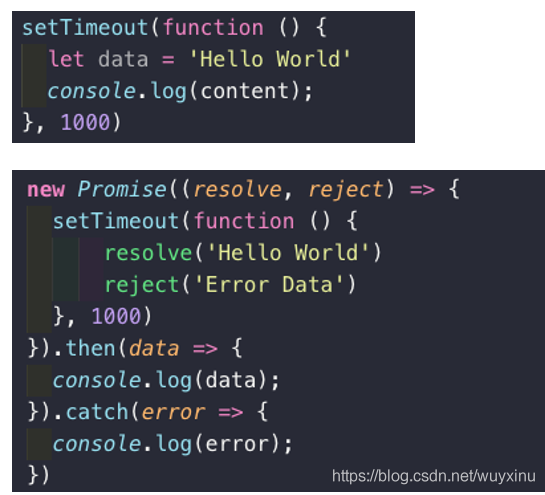 setTimeout(function () {
let data = 'Hello World'
console.log(content);
}, 1000)
new Promise((resolve, reject) => {
setTimeout(function () {
resolve('Hello World')
reject('Error Data')
}, 1000)
}).then(data => {
console.log(data);
}).catch(error => {
console.log(error);
})
https://blog.csdn.net/wuyxinu